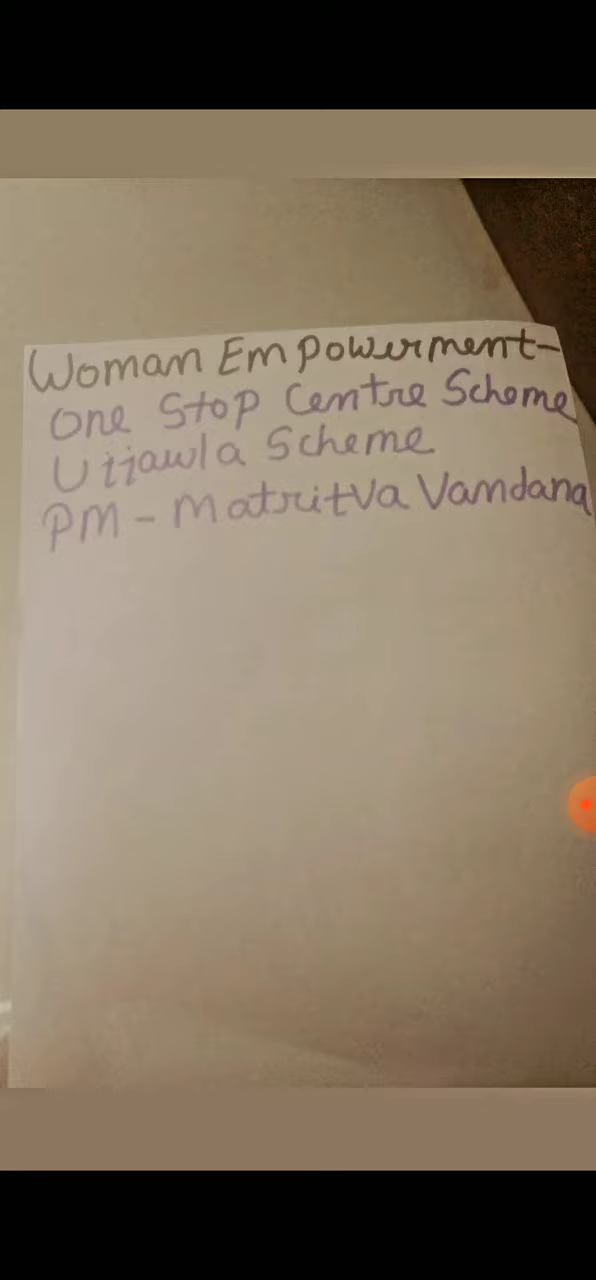 Woman Empowerment-
One Stop Centre Scheme
Ujjawla Scheme
PM - Matritva Vandana